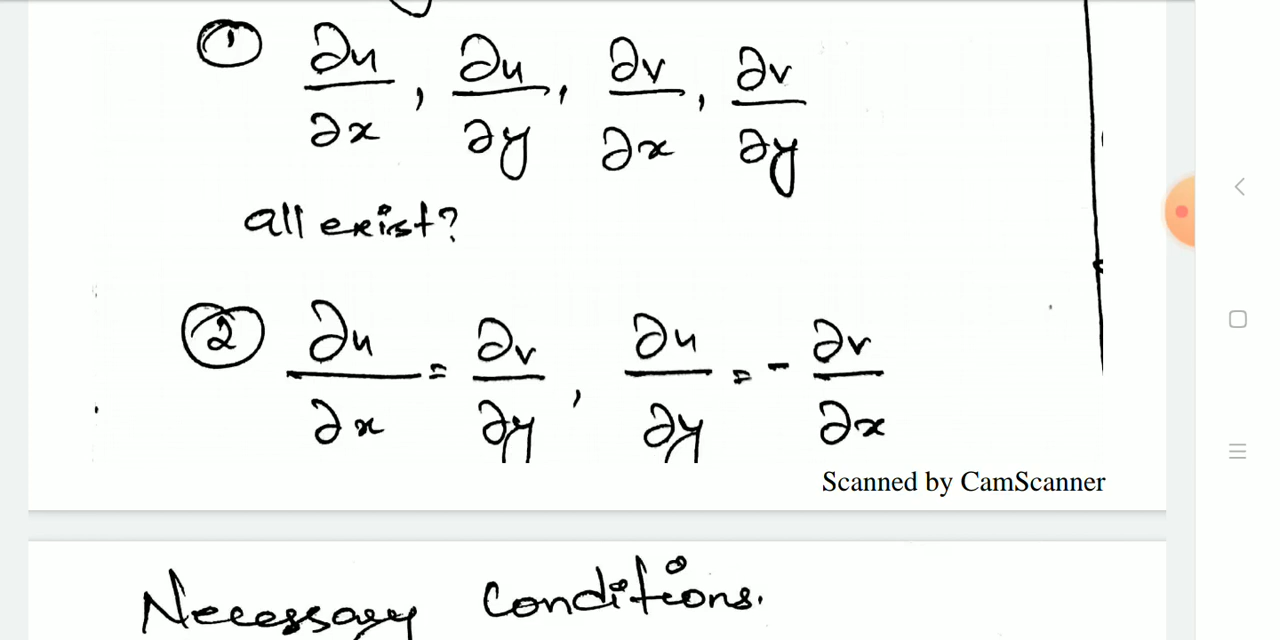 ① ∂u/∂x, ∂u/∂y, ∂v/∂x, ∂v/∂y
all exist?
② ∂u/∂x = ∂v/∂y, ∂u/∂y = - ∂v/∂x
Scanned by CamScanner
Necessary Conditions.